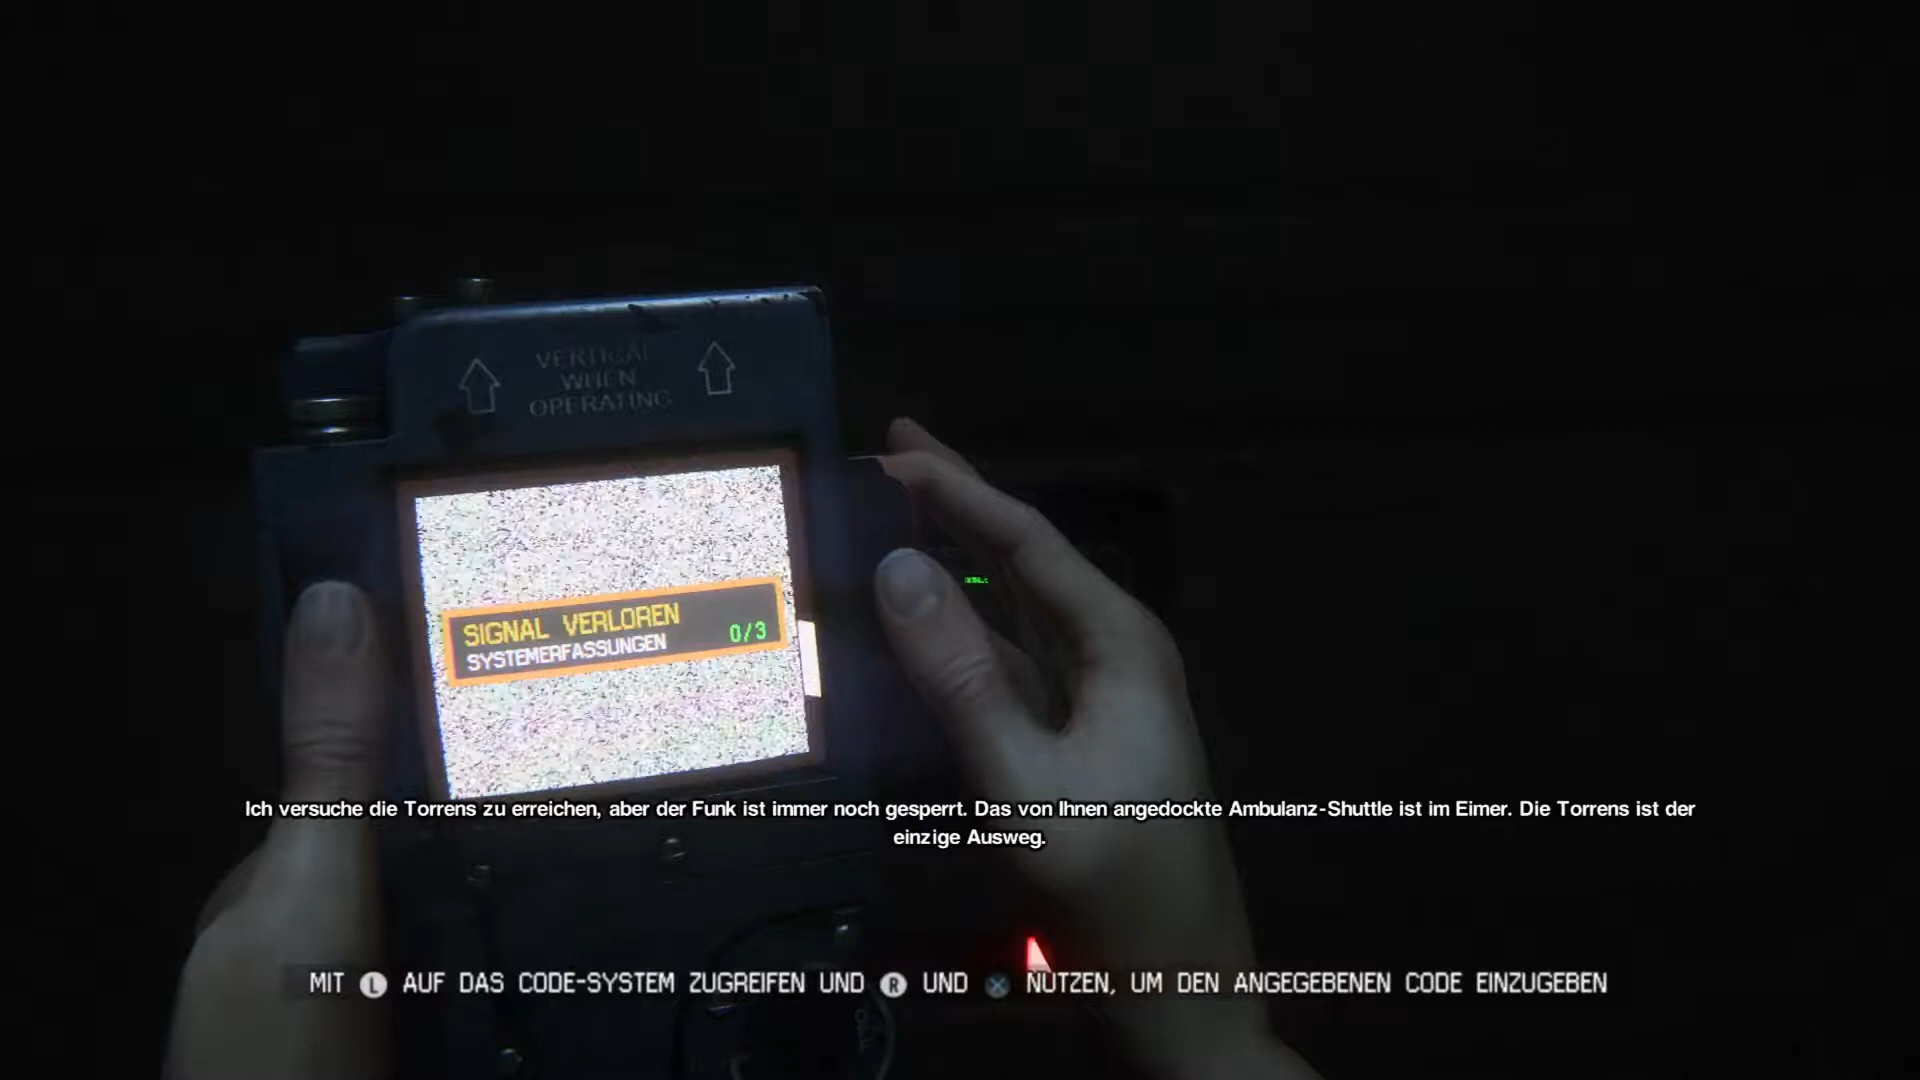 VERTICAL
WHEN
OPERATING
SIGNAL VERLOREN
SYSTEMERFASSUNGEN 0/3
Ich versuche die Torrens zu erreichen, aber der Funk ist immer noch gesperrt. Das von Ihnen angedockte Ambulanz-Shuttle ist im Eimer. Die Torrens ist der
einzige Ausweg.
MIT L AUF DAS CODE-SYSTEM ZUGREIFEN UND R UND X NUTZEN, UM DEN ANGEGEBENEN CODE EINZUGEBEN